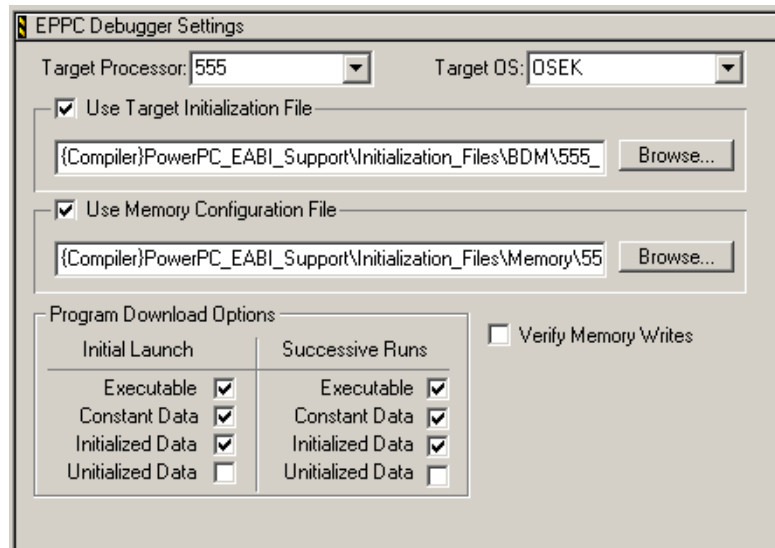 EPPC Debugger Settings
Target Processor: 555 Target OS: OSEK
Use Target Initialization File
{Compiler}PowerPC_EABI_Support\Initialization_Files\BDM\555_ Browse...
Use Memory Configuration File
{Compiler}PowerPC_EABI_Support\Initialization_Files\Memory\55 Browse...
Program Download Options
Verify Memory Writes
Initial Launch Successive Runs
Executable Executable
Constant Data Constant Data
Initialized Data Initialized Data
Unitialized Data Unitialized Data